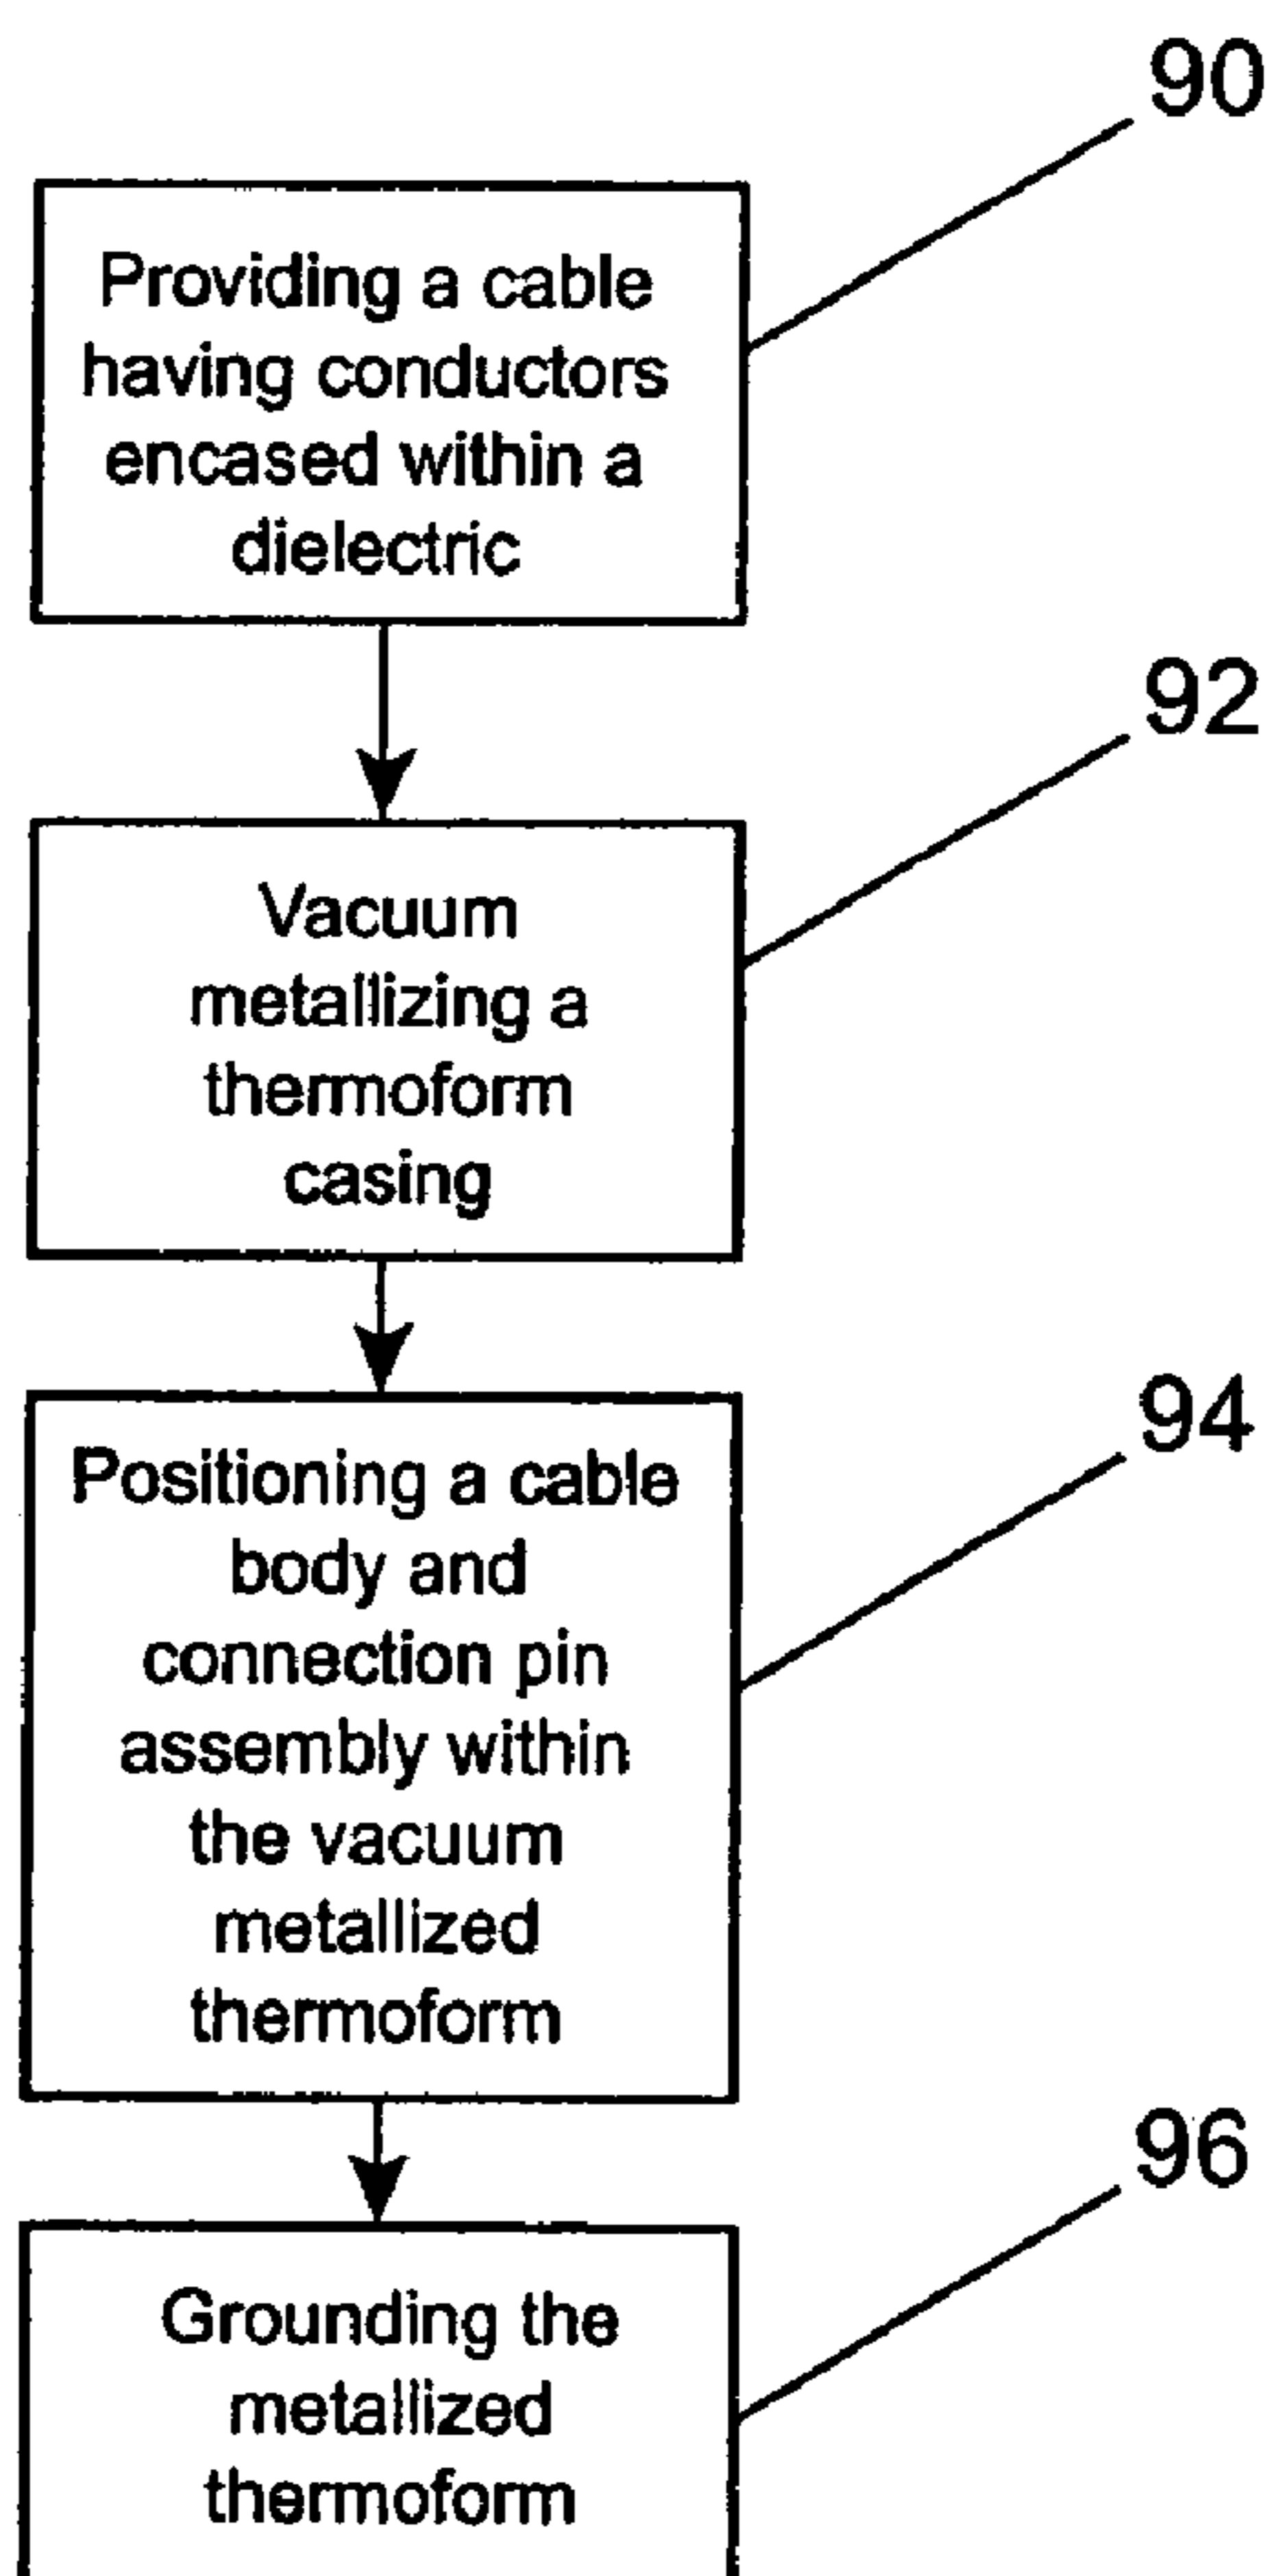 90
Providing a cable
having conductors
encased within a
dielectric
92
Vacuum
metallizing a
thermoform
casing
94
Positioning a cable
body and
connection pin
assembly within
the vacuum
metallized
thermoform
96
Grounding the
metallized
thermoform